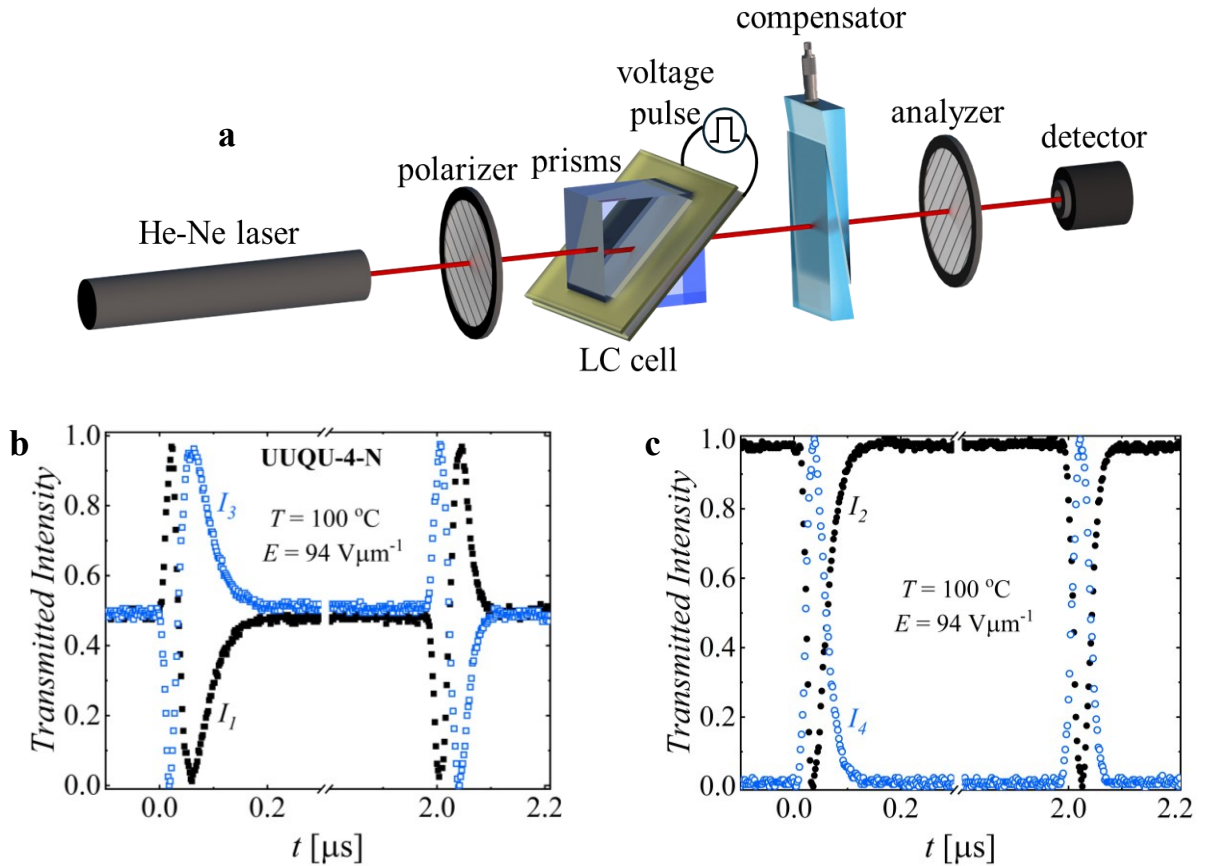 compensator
voltage
pulse
a
analyzer
detector
prisms
polarizer
He-Ne laser
LC cell
b
1.0
0.8
0.6
0.4
0.2
0.0
Transmitted Intensity
UUQU-4-N
I3
T = 100 °C
E = 94 Vμm⁻¹
I1
0.0 0.2 2.0 2.2
t [μs]
c
1.0
0.8
0.6
0.4
0.2
0.0
Transmitted Intensity
I2
T = 100 °C
E = 94 Vμm⁻¹
I4
0.0 0.2 2.0 2.2
t [μs]